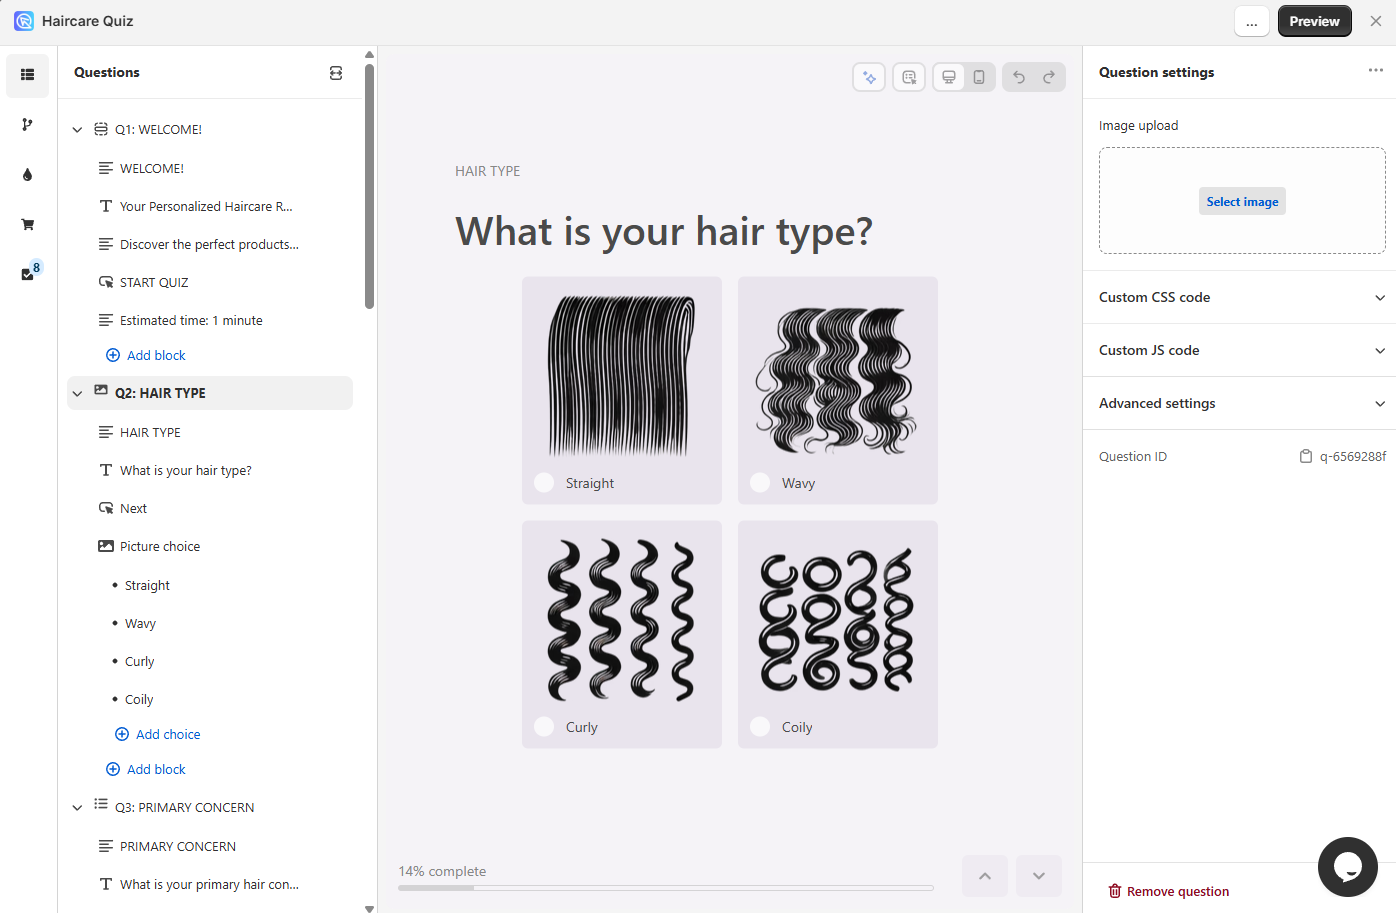 Haircare Quiz
...
Preview
Questions
Q1: WELCOME!
WELCOME!
Your Personalized Haircare R...
Discover the perfect products...
START QUIZ
Estimated time: 1 minute
Add block
Q2: HAIR TYPE
HAIR TYPE
What is your hair type?
Next
Picture choice
Straight
Wavy
Curly
Coily
Add choice
Add block
Q3: PRIMARY CONCERN
PRIMARY CONCERN
What is your primary hair con...
8
HAIR TYPE
What is your hair type?
Straight
Wavy
Curly
Coily
14% complete
Question settings
Image upload
Select image
Custom CSS code
Custom JS code
Advanced settings
Question ID
q-6569288f
Remove question